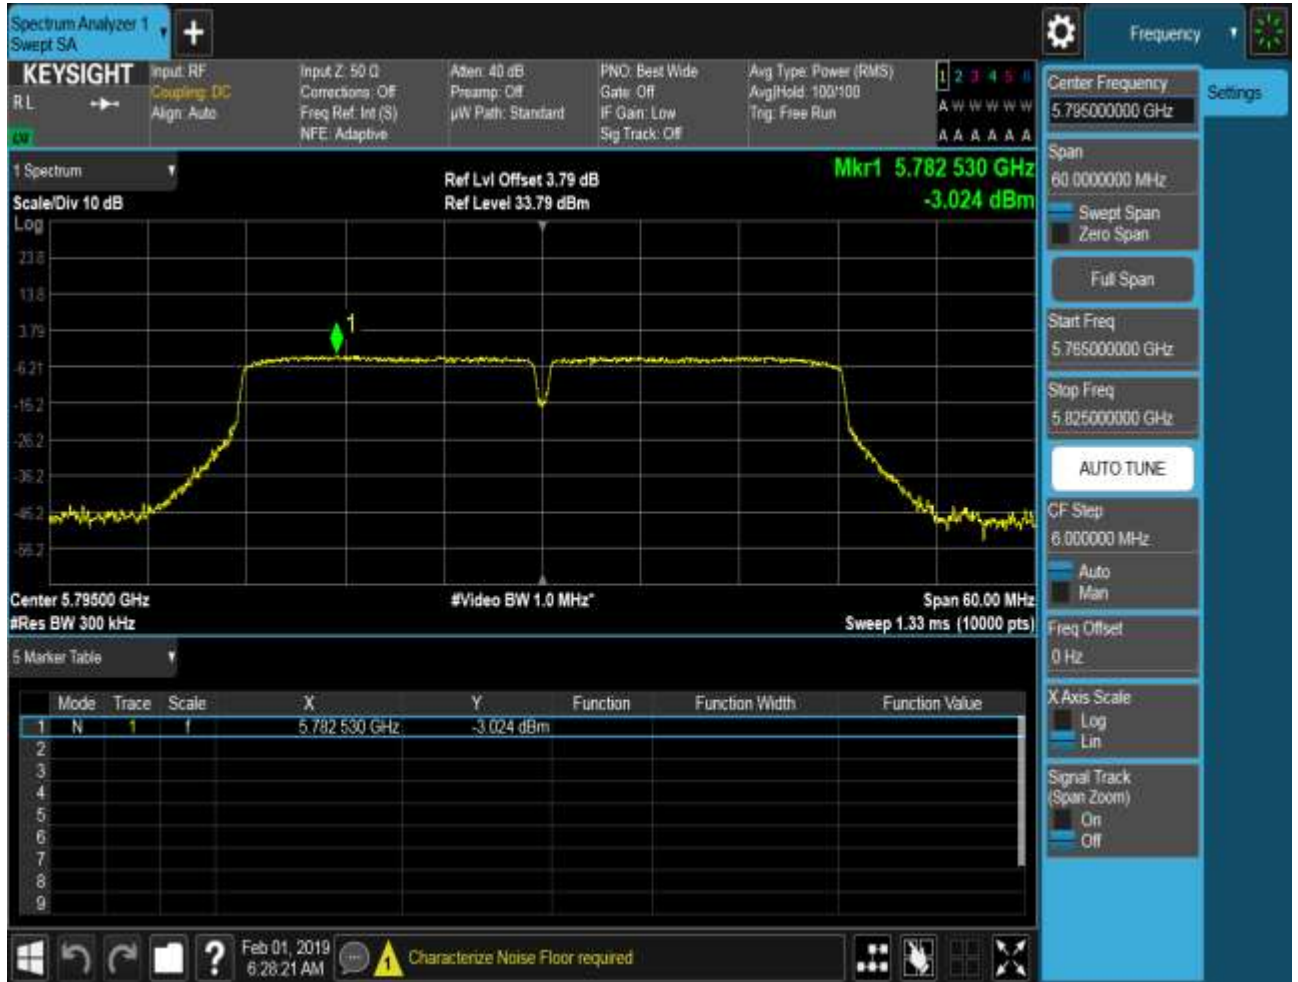 Spectrum Analyzer 1
Swept SA
+
Frequency
KEYSIGHT
RL
Input: RF
Coupling: DC
Align: Auto
Input Z: 50 Ω
Corrections: Off
Freq Ref: Int (S)
NFE: Adaptive
Atten: 40 dB
Preamp: Off
µW Path: Standard
PNO: Best Wide
Gate: Off
IF Gain: Low
Sig Track: Off
Avg Type: Power (RMS)
Avg|Hold: 100/100
Trig: Free Run
1 2 3 4 5 6
A W W W W W
A A A A A A
1 Spectrum
Scale/Div 10 dB
Ref Lvl Offset 3.79 dB
Ref Level 33.79 dBm
Mkr1 5.782 530 GHz
-3.024 dBm
Log
23.8
13.8
3.79
-6.21
-16.2
-26.2
-36.2
-46.2
-56.2
1
Center 5.79500 GHz
#Res BW 300 kHz
#Video BW 1.0 MHz*
Span 60.00 MHz
Sweep 1.33 ms (10000 pts)
5 Marker Table
Mode Trace Scale X Y Function Function Width Function Value
1 N 1 f 5.782 530 GHz -3.024 dBm
2
3
4
5
6
7
8
9
Feb 01, 2019
6:28:21 AM
1
Characterize Noise Floor required
?
Settings
Center Frequency
5.795000000 GHz
Span
60.0000000 MHz
Swept Span
Zero Span
Full Span
Start Freq
5.765000000 GHz
Stop Freq
5.825000000 GHz
AUTO TUNE
CF Step
6.000000 MHz
Auto
Man
Freq Offset
0 Hz
X Axis Scale
Log
Lin
Signal Track
(Span Zoom)
On
Off